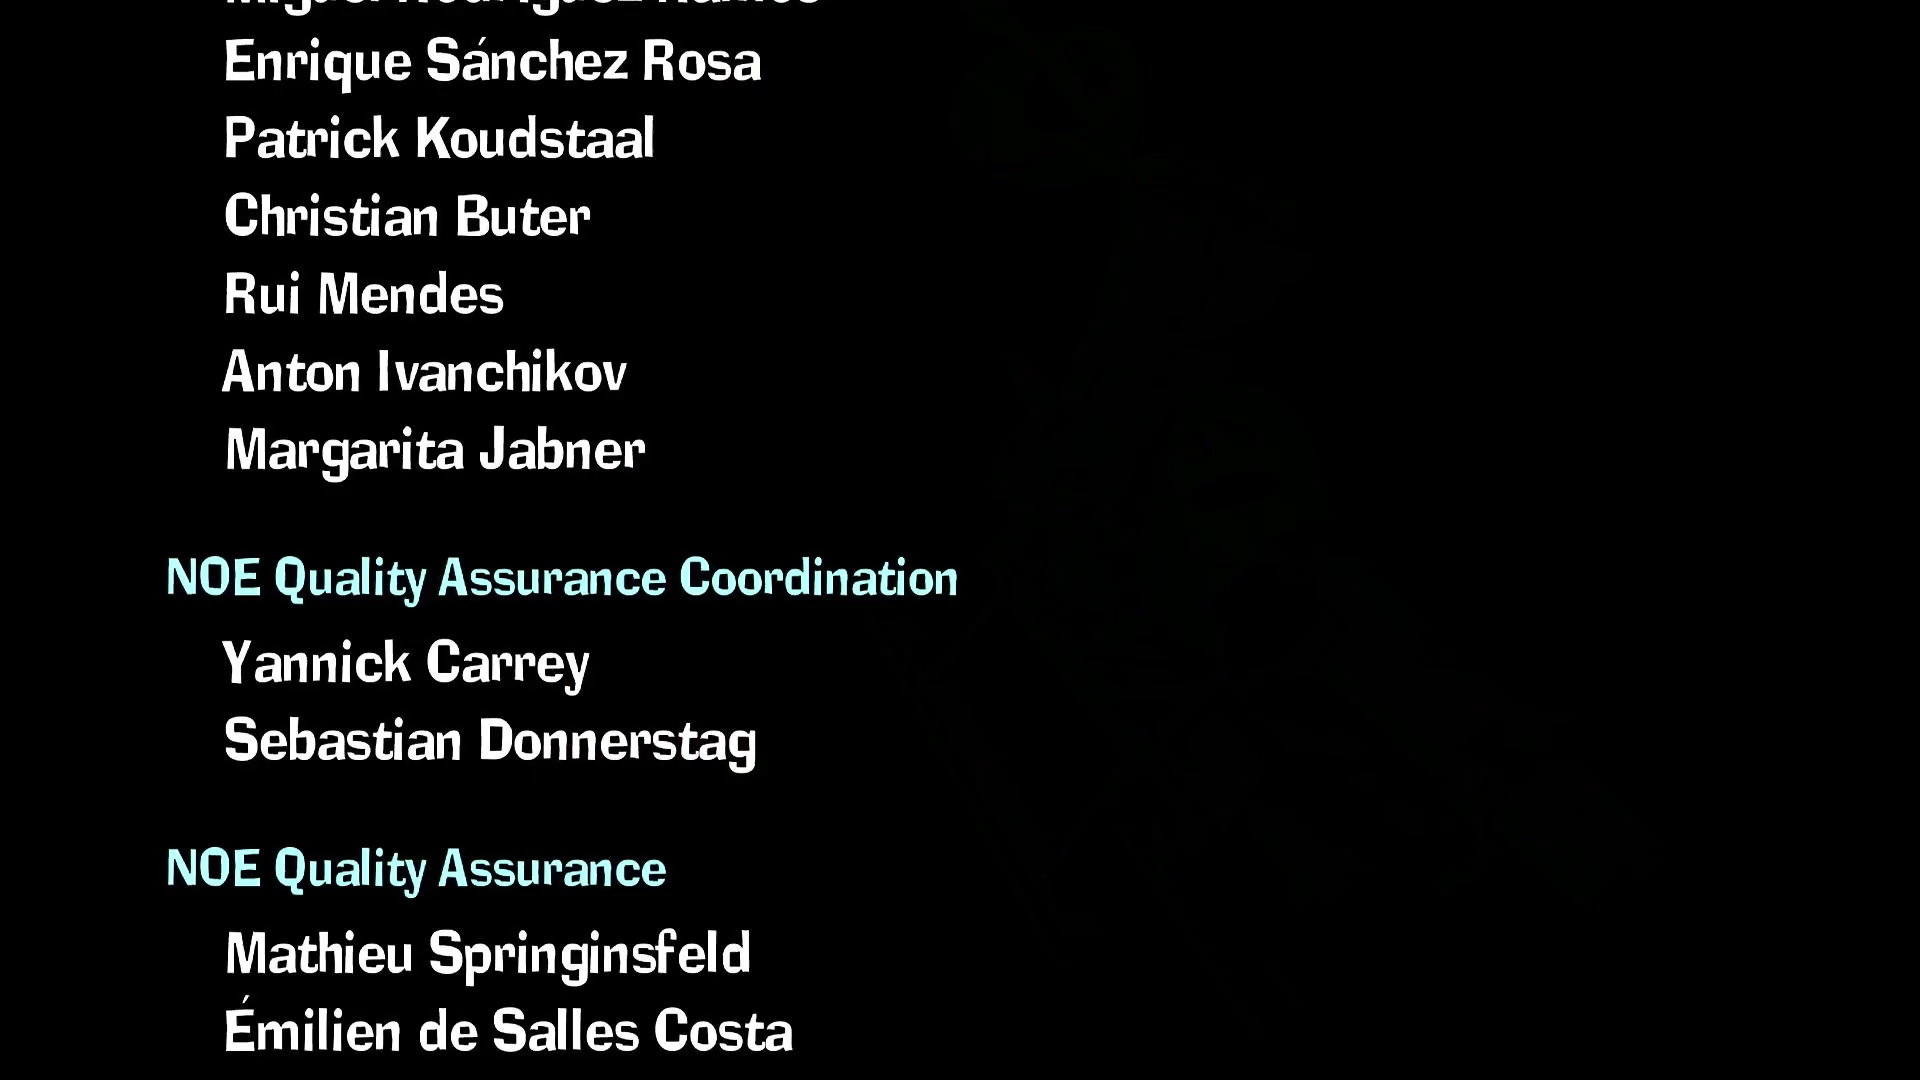 Enrique Sánchez Rosa
Patrick Koudstaal
Christian Buter
Rui Mendes
Anton Ivanchikov
Margarita Jabner
NOE Quality Assurance Coordination
Yannick Carrey
Sebastian Donnerstag
NOE Quality Assurance
Mathieu Springinsfeld
Émilien de Salles Costa